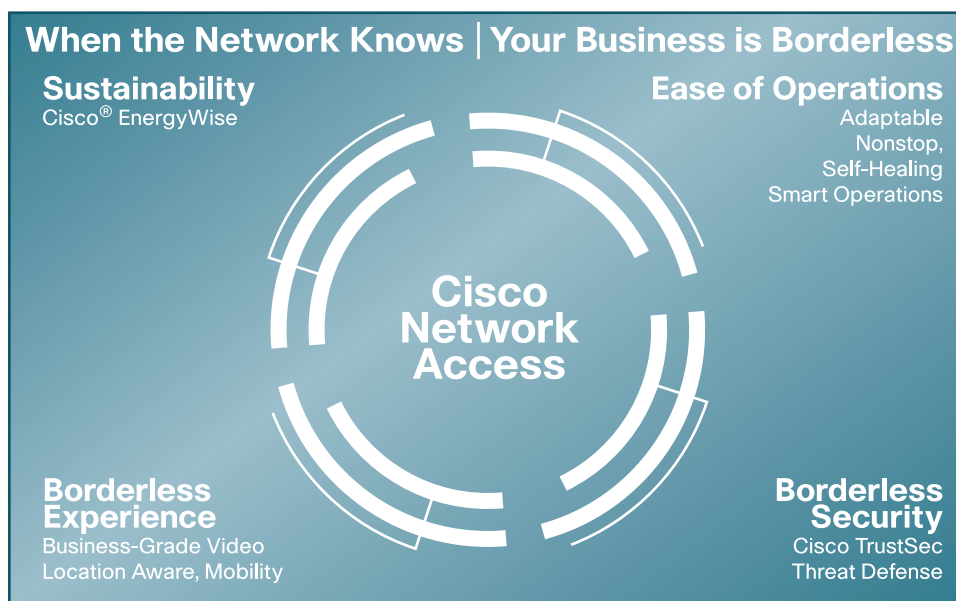 When the Network Knows | Your Business is Borderless
Sustainability
Cisco® EnergyWise
Ease of Operations
Adaptable
Nonstop,
Self-Healing
Smart Operations
Cisco
Network
Access
Borderless
Experience
Business-Grade Video
Location Aware, Mobility
Borderless
Security
Cisco TrustSec
Threat Defense